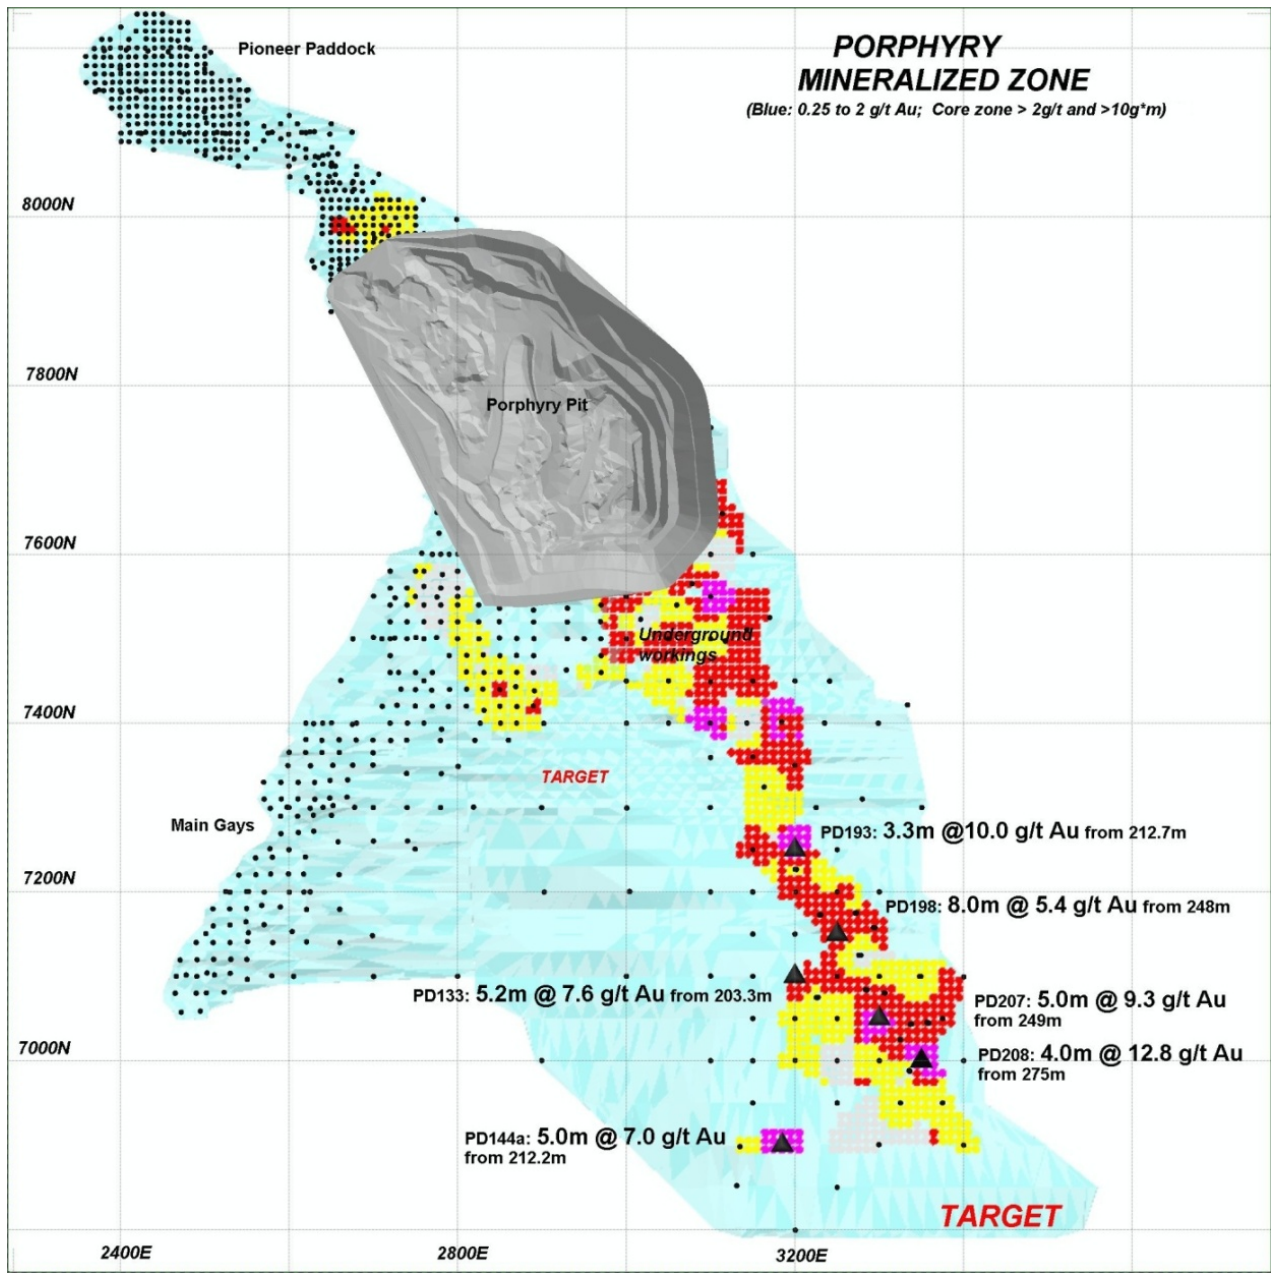 PORPHYRY
MINERALIZED ZONE
(Blue: 0.25 to 2 g/t Au; Core zone > 2g/t and >10g*m)
Pioneer Paddock
8000N
7800N
Porphyry Pit
7600N
Underground
workings
7400N
TARGET
Main Gays
PD193: 3.3m @10.0 g/t Au from 212.7m
7200N
PD198: 8.0m @ 5.4 g/t Au from 248m
PD133: 5.2m @ 7.6 g/t Au from 203.3m
PD207: 5.0m @ 9.3 g/t Au
from 249m
7000N
PD208: 4.0m @ 12.8 g/t Au
from 275m
PD144a: 5.0m @ 7.0 g/t Au
from 212.2m
TARGET
2400E
2800E
3200E